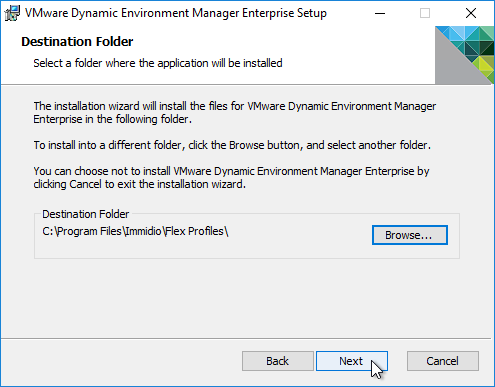 VMware Dynamic Environment Manager Enterprise Setup
Destination Folder
Select a folder where the application will be installed
The installation wizard will install the files for VMware Dynamic Environment Manager
Enterprise in the following folder.
To install into a different folder, click the Browse button, and select another folder.
You can choose not to install VMware Dynamic Environment Manager Enterprise by
clicking Cancel to exit the installation wizard.
Destination Folder
C:\Program Files\Immidio\Flex Profiles\
Browse...
Back Next Cancel